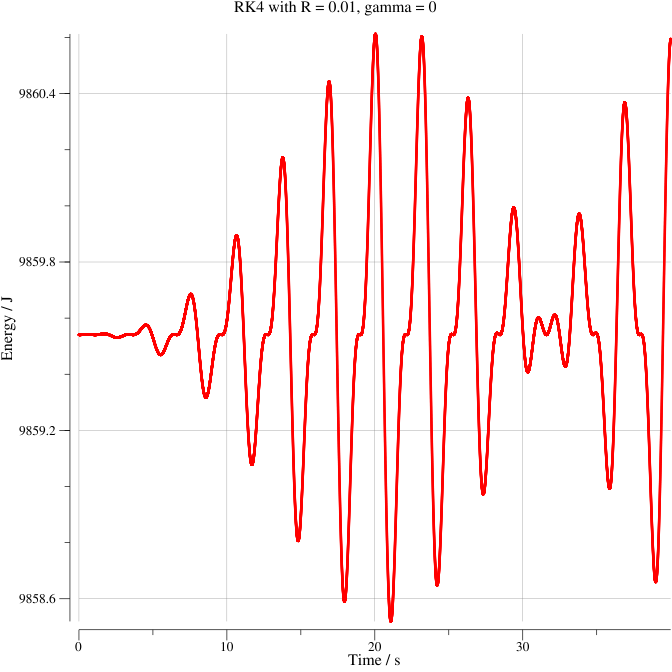 RK4 with R = 0.01, gamma = 0
9860.4
9859.8
9859.2
9858.6
Energy / J
0
10
20
30
Time / s